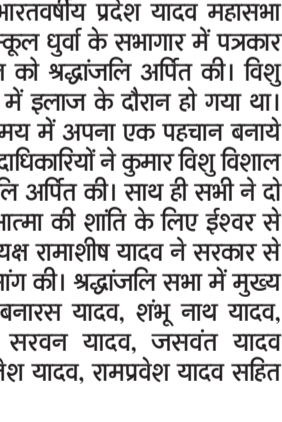 भारतवर्षीय प्रदेश यादव महासभा
स्कूल धुर्वा के सभागार में पत्रकार
को श्रद्धांजलि अर्पित की। विशु
में इलाज के दौरान हो गया था।
मय में अपना एक पहचान बनाये
दाधिकारियों ने कुमार विशु विशाल
लि अर्पित की। साथ ही सभी ने दो
आत्मा की शांति के लिए ईश्वर से
यक्ष रामाशीष यादव ने सरकार से
मांग की। श्रद्धांजलि सभा में मुख्य
बनारस यादव, शंभू नाथ यादव,
सरवन यादव, जसवंत यादव
यादव, रामप्रवेश यादव सहित